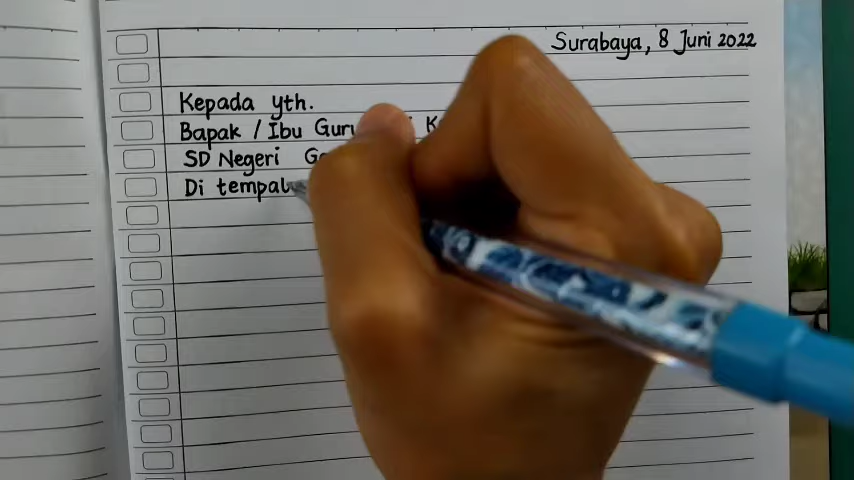 Surabaya, 8 Juni 2022
Kepada yth.
Bapak / Ibu Guru
SD Negeri
Di tempat